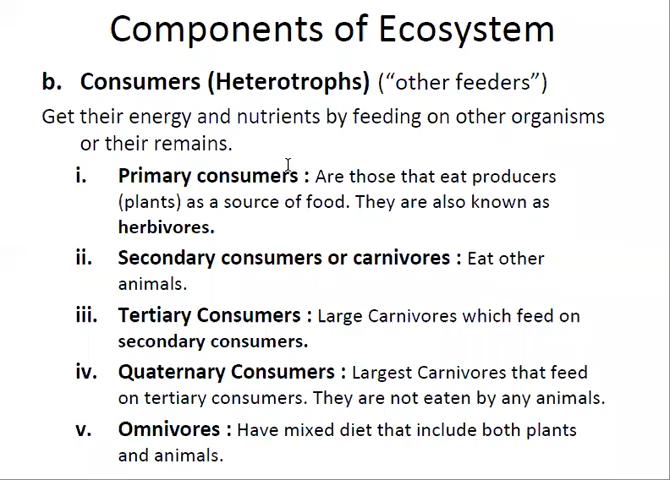 Components of Ecosystem
b. Consumers (Heterotrophs) (“other feeders”)
Get their energy and nutrients by feeding on other organisms
or their remains.
i. Primary consumers : Are those that eat producers
(plants) as a source of food. They are also known as
herbivores.
ii. Secondary consumers or carnivores : Eat other
animals.
iii. Tertiary Consumers : Large Carnivores which feed on
secondary consumers.
iv. Quaternary Consumers : Largest Carnivores that feed
on tertiary consumers. They are not eaten by any animals.
v. Omnivores : Have mixed diet that include both plants
and animals.